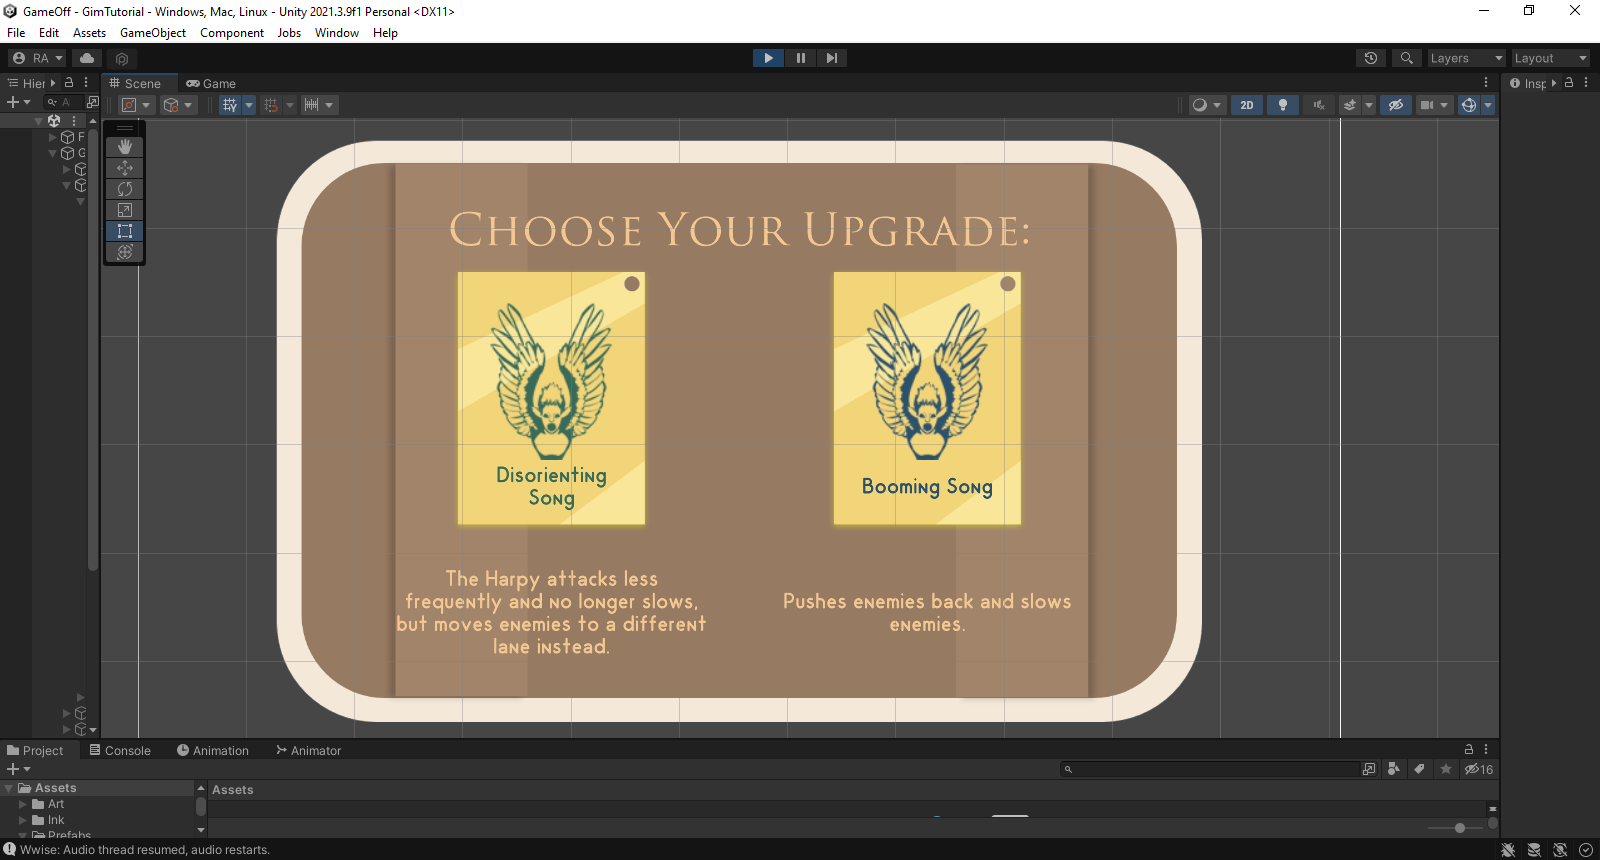 GameOff - GimTutorial - Windows, Mac, Linux - Unity 2021.3.9f1 Personal <DX11>
File Edit Assets GameObject Component Jobs Window Help
RA Layers Layout
Hier Scene Game Insp
A 2D
F
G
CHOOSE YOUR UPGRADE:
Disorienting
Song
Booming Song
The Harpy attacks less
frequently and no longer slows,
but moves enemies to a different
lane instead.
Pushes enemies back and slows
enemies.
Project Console Animation Animator
16
Assets Assets
Art
Ink
Prefabs
Wwise: Audio thread resumed, audio restarts.